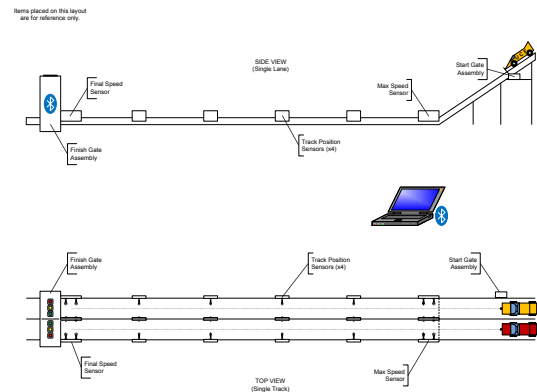 Items placed on this layout
are for reference only.
SIDE VIEW
(Single Lane)
Start Gate
Assembly
Final Speed
Sensor
Max Speed
Sensor
Finish Gate
Assembly
Track Position
Sensors (x4)
Finish Gate
Assembly
Track Position
Sensors (x4)
Start Gate
Assembly
Final Speed
Sensor
Max Speed
Sensor
TOP VIEW
(Single Track)